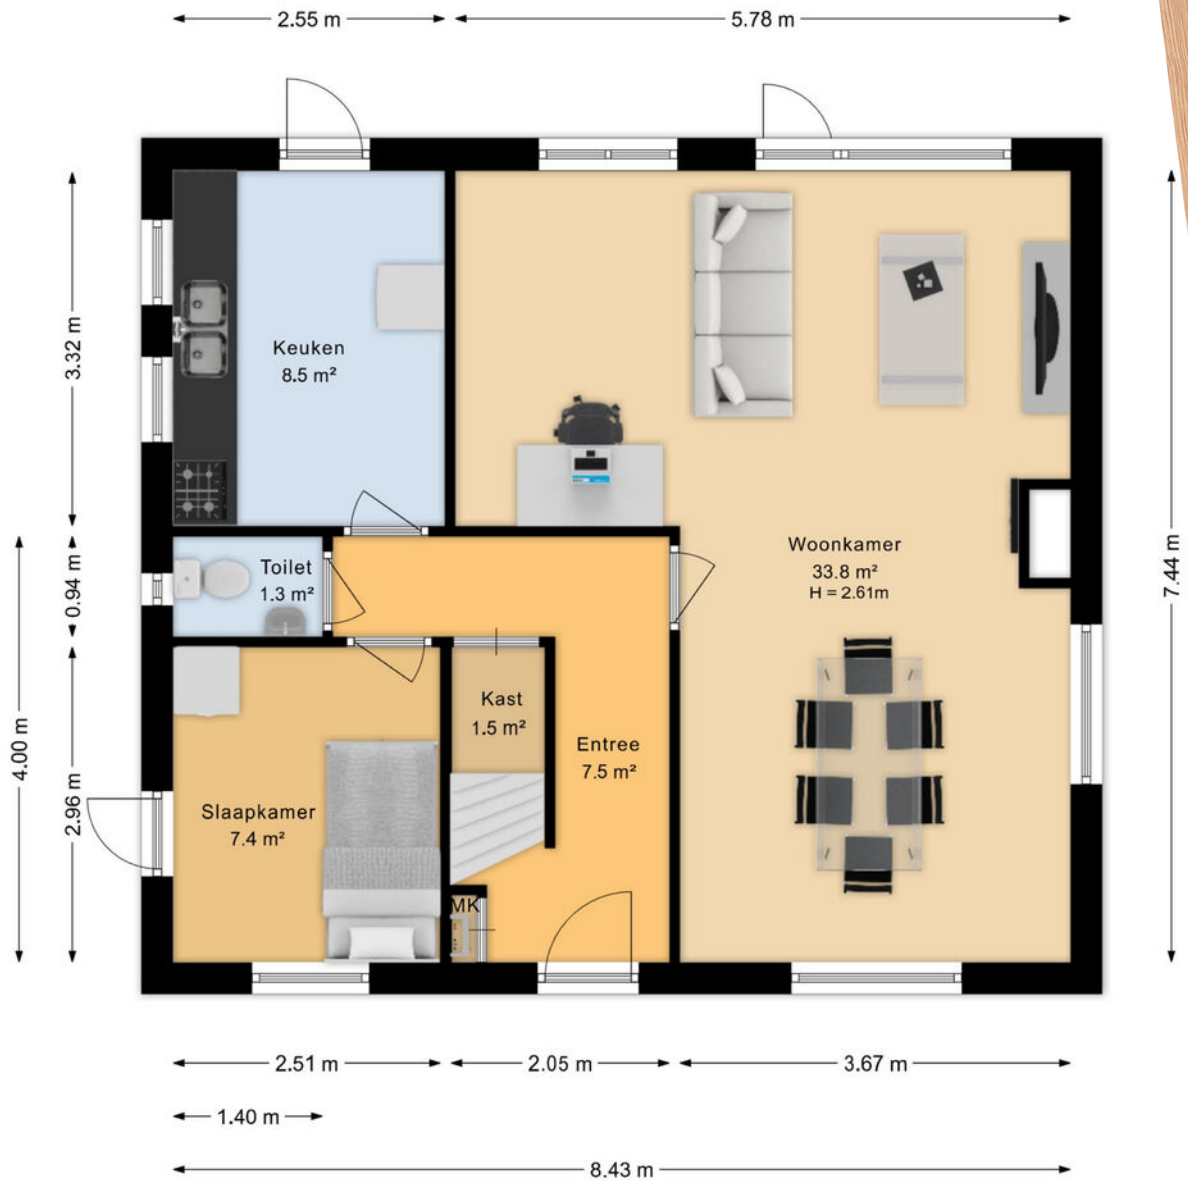 2.55 m
5.78 m
3.32 m
Keuken
8.5 m²
Woonkamer
33.8 m²
H = 2.61m
7.44 m
Toilet
1.3 m²
0.94 m
4.00 m
2.96 m
Kast
1.5 m²
Entree
7.5 m²
Slaapkamer
7.4 m²
MK
2.51 m
2.05 m
3.67 m
1.40 m
8.43 m